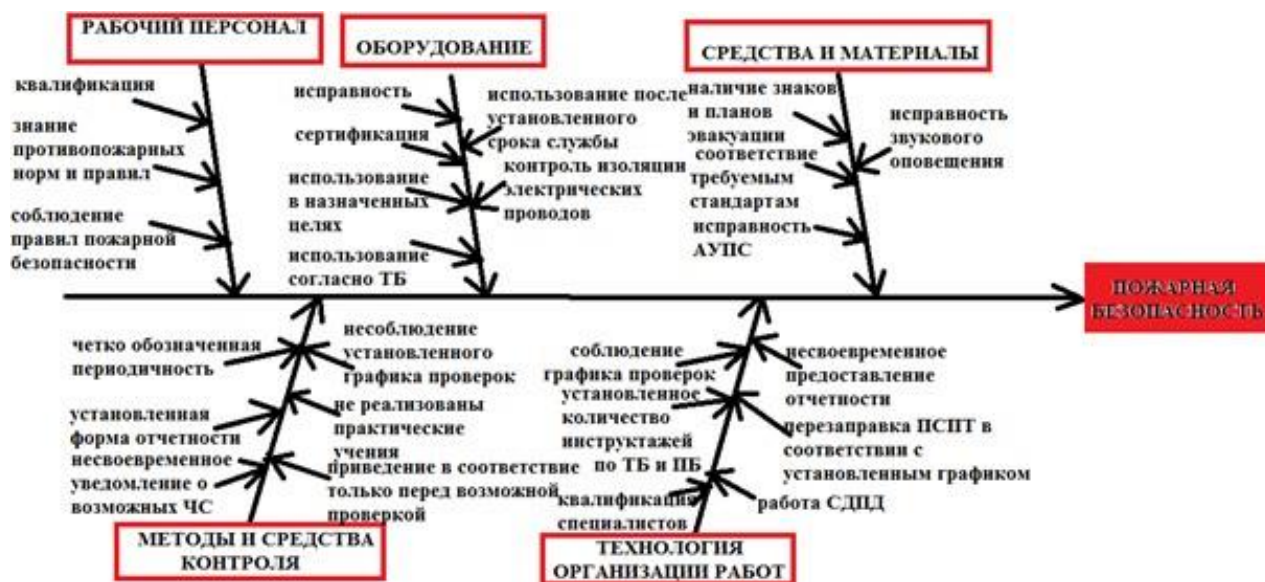 РАБОЧИЙ ПЕРСОНАЛ
квалификация
знание
противопожарных
норм и правил
соблюдение
правил пожарной
безопасности
ОБОРУДОВАНИЕ
исправность
сертификация
использование
в назначенных
целях
использование
согласно ТБ
использование после
установленного
срока службы
контроль изоляции
электрических
проводов
СРЕДСТВА И МАТЕРИАЛЫ
наличие знаков
и планов
эвакуации
соответствие
требуемым
стандартам
исправность
АУПС
исправность
звукового
оповещения
ПОЖАРНАЯ
БЕЗОПАСНОСТЬ
четко обозначенная
периодичность
установленная
форма отчетности
несвоевременное
уведомление о
возможных ЧС
несоблюдение
установленного
графика проверок
не реализованы
практические
учения
приведение в соответствие
только перед возможной
проверкой
МЕТОДЫ И СРЕДСТВА
КОНТРОЛЯ
соблюдение
графика проверок
установленное
количество
инструктажей
по ТБ и ПБ
квалификация
специалистов
несвоевременное
предоставление
отчетности
перезаправка ПСПТ в
соответствии с
установленным графиком
работа СДПД
ТЕХНОЛОГИЯ
ОРГАНИЗАЦИИ РАБОТ